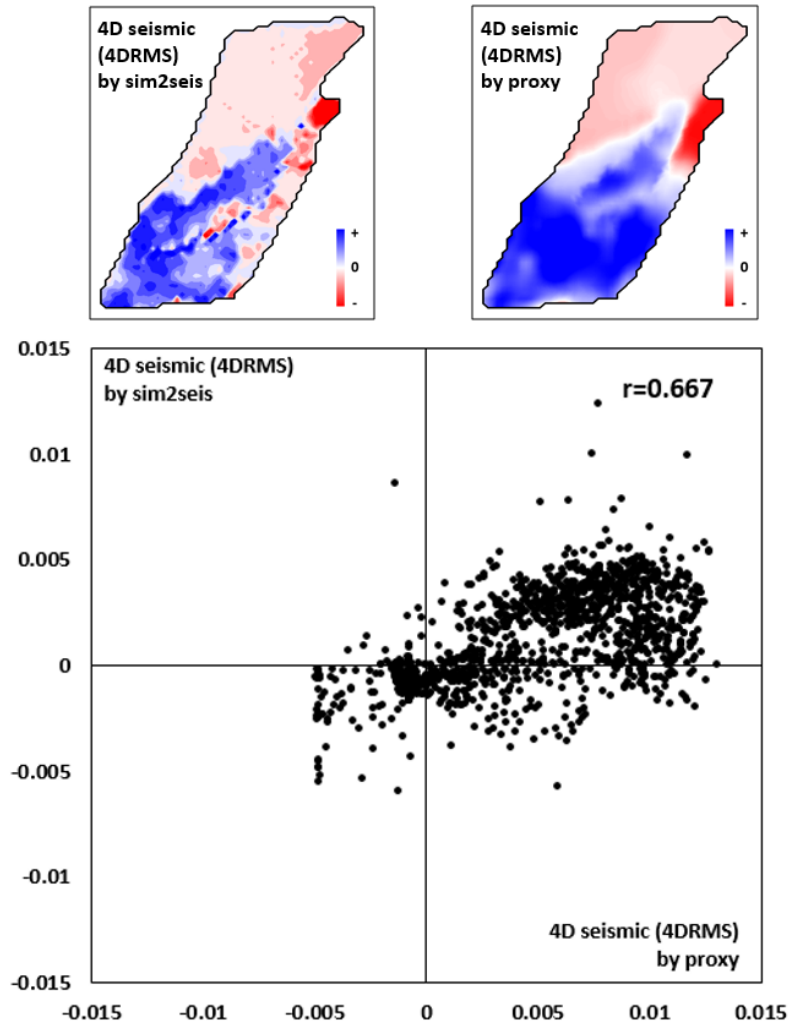 4D seismic
(4DRMS)
by sim2seis
+
0
-
4D seismic
(4DRMS)
by proxy
+
0
-
0.015
4D seismic (4DRMS)
by sim2seis
r=0.667
0.01
0.005
0
-0.005
-0.01
4D seismic (4DRMS)
by proxy
-0.015
-0.015 -0.01 -0.005 0 0.005 0.01 0.015